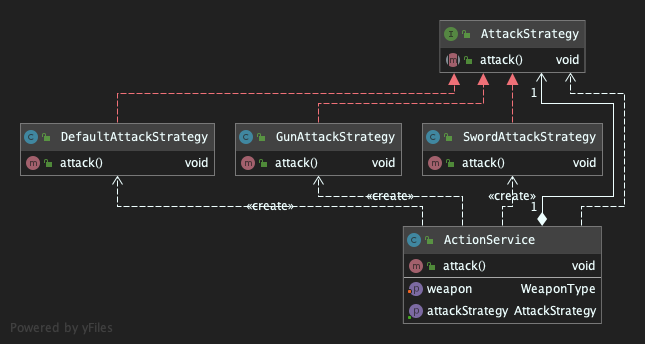 I AttackStrategy
m attack() void
1
C DefaultAttackStrategy
m attack() void
C GunAttackStrategy
m attack() void
C SwordAttackStrategy
m attack() void
«create»
«create»
«create»
1
C ActionService
m attack() void
p weapon WeaponType
p attackStrategy AttackStrategy
Powered by yFiles